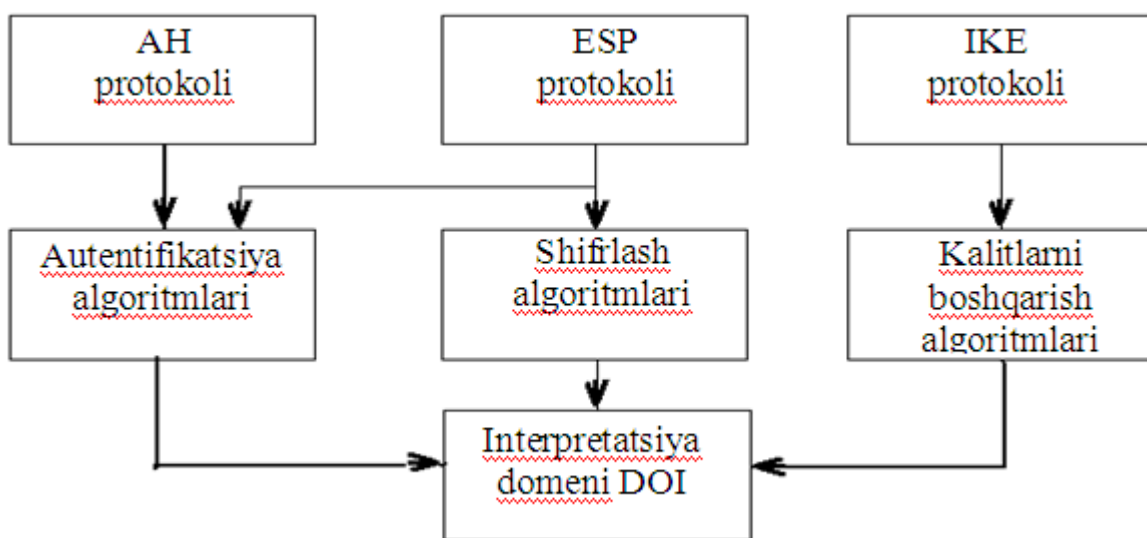 AH
protokoli
ESP
protokoli
IKE
protokoli
Autentifikatsiya
algoritmlari
Shifrlash
algoritmlari
Kalitlarni
boshqarish
algoritmlari
Interpretatsiya
domeni DOI